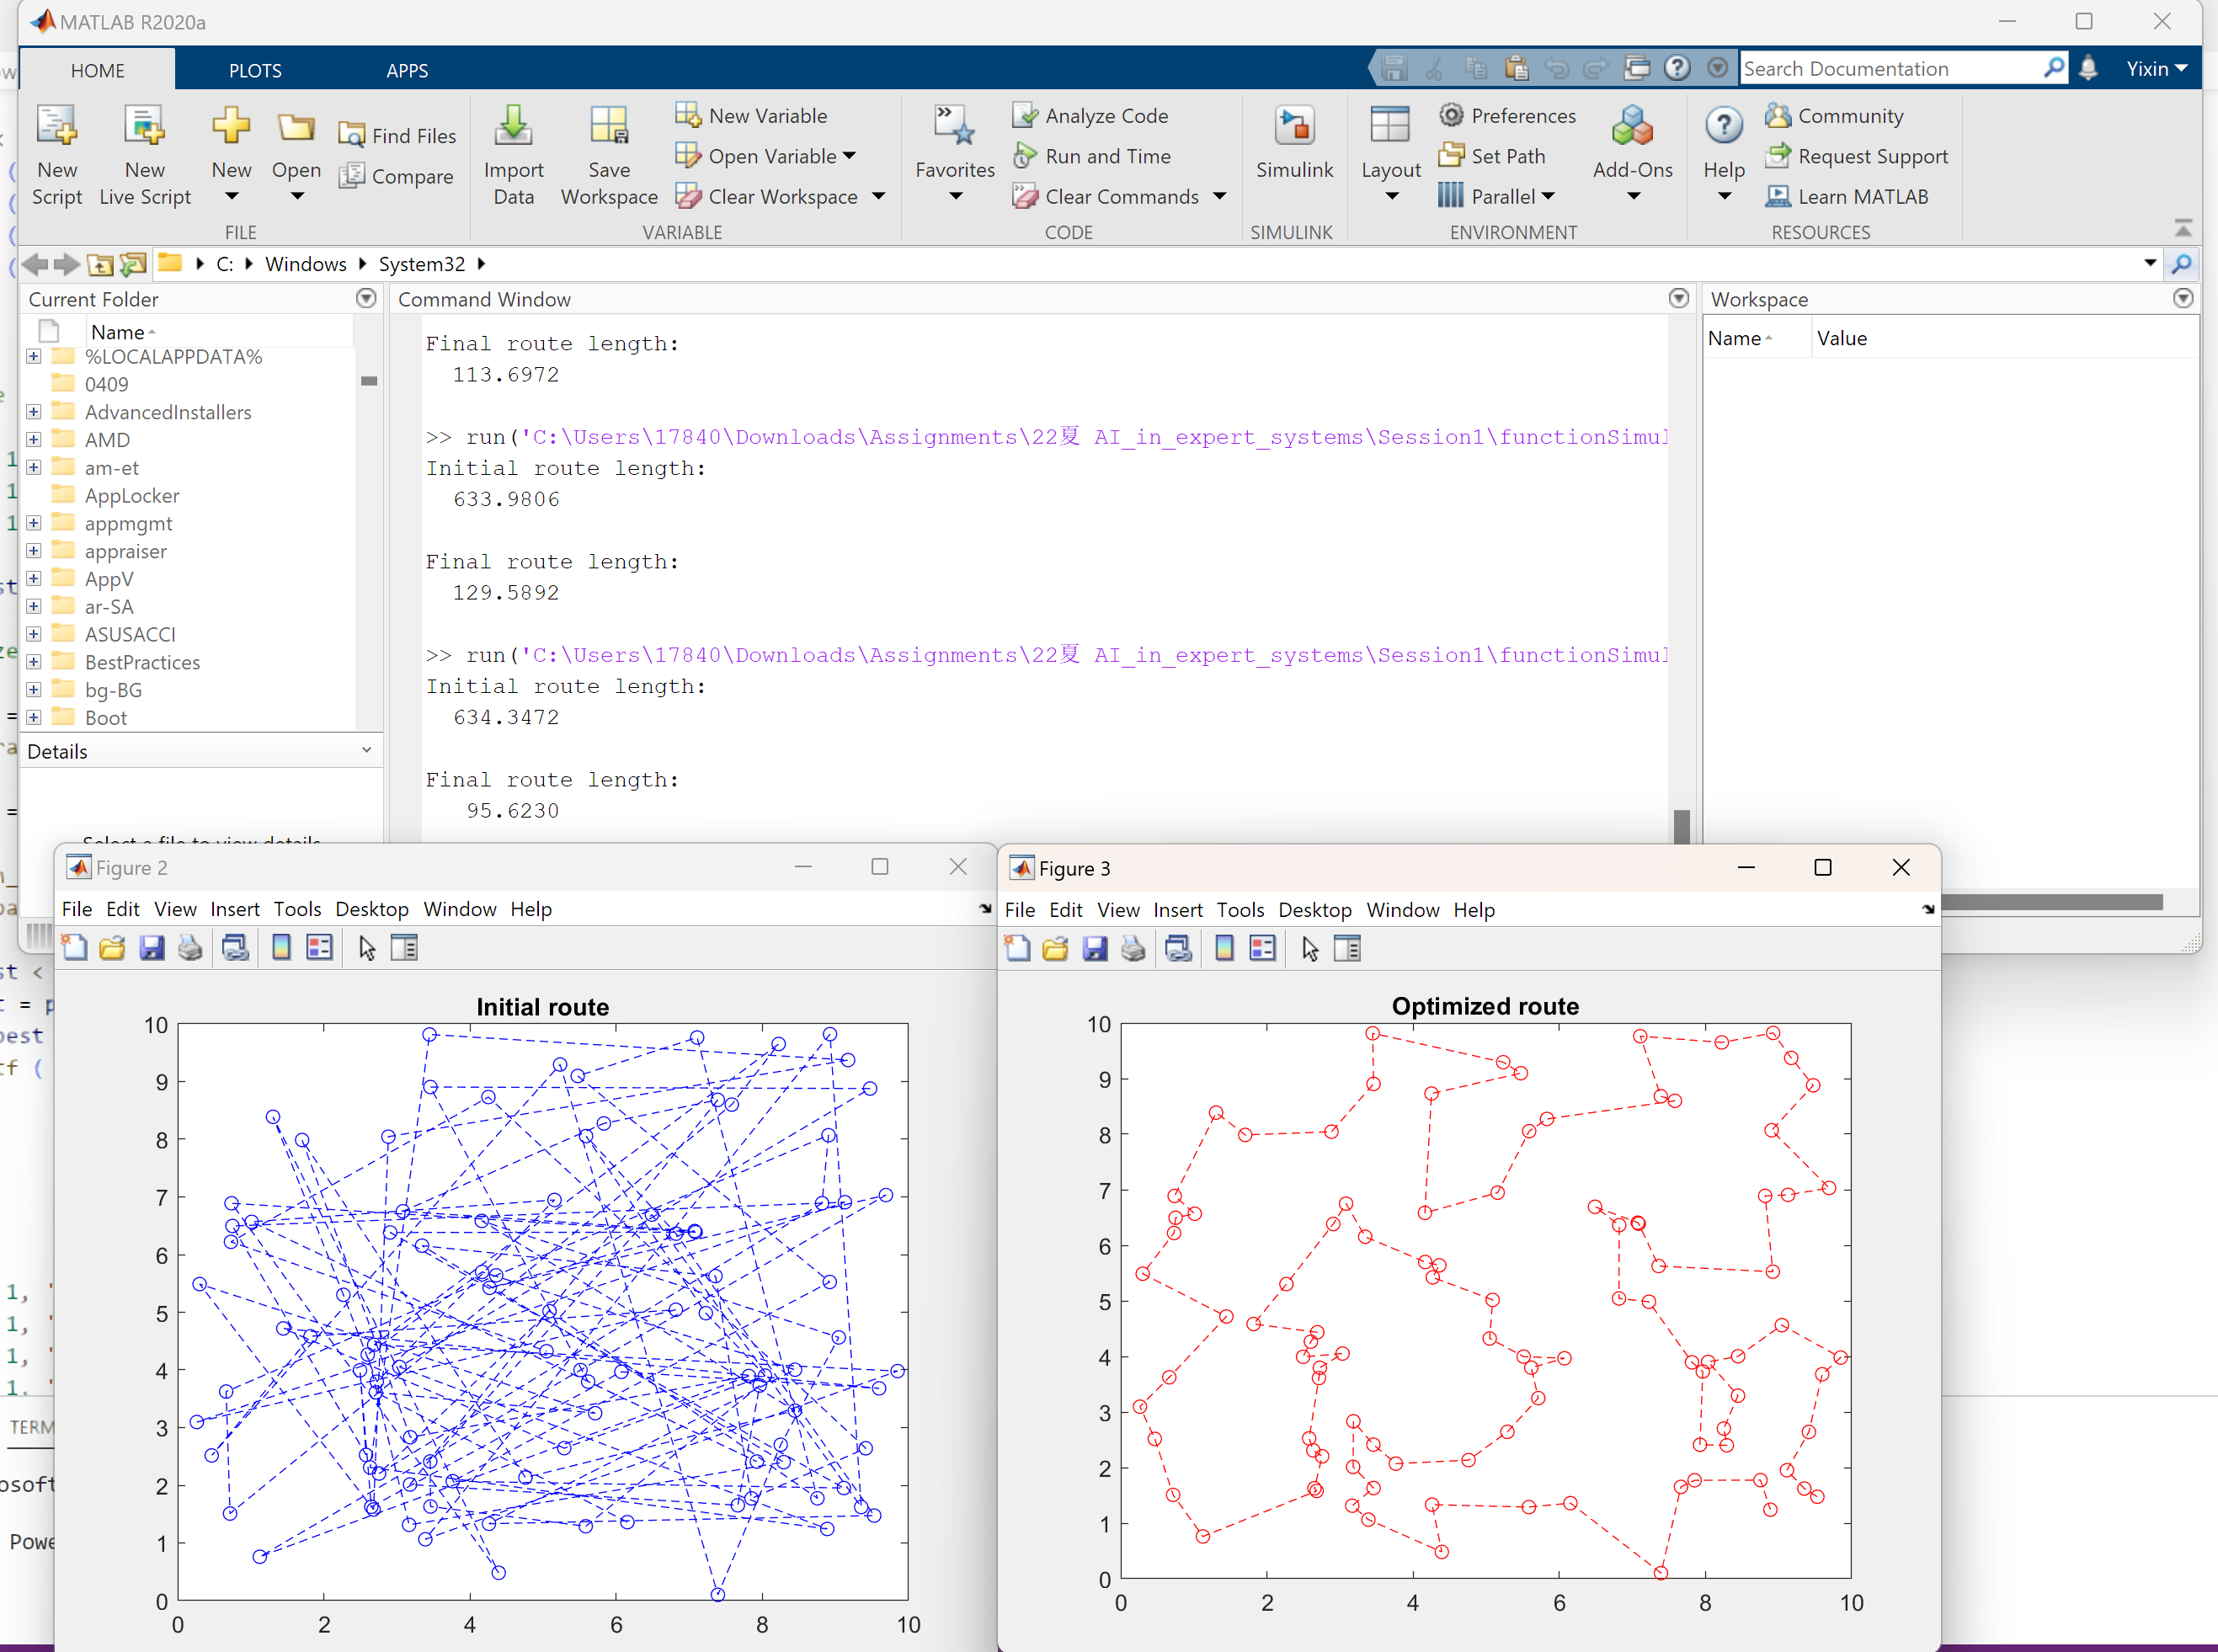 MATLAB R2020a
HOME PLOTS APPS
Search Documentation
Yixin
New Script
New Live Script
New
Open
Find Files
Compare
FILE
Import Data
Save Workspace
New Variable
Open Variable
Clear Workspace
VARIABLE
Favorites
Analyze Code
Run and Time
Clear Commands
CODE
Simulink
SIMULINK
Layout
Preferences
Set Path
Parallel
Add-Ons
ENVIRONMENT
Help
Community
Request Support
Learn MATLAB
RESOURCES
C: Windows System32
Current Folder
Name
%LOCALAPPDATA%
0409
AdvancedInstallers
AMD
am-et
AppLocker
appmgmt
appraiser
AppV
ar-SA
ASUSACCI
BestPractices
bg-BG
Boot
Details
Select a file to view details
Command Window
Final route length:
113.6972
>> run('C:\Users\17840\Downloads\Assignments\22夏 AI_in_expert_systems\Session1\functionSimul
Initial route length:
633.9806
Final route length:
129.5892
>> run('C:\Users\17840\Downloads\Assignments\22夏 AI_in_expert_systems\Session1\functionSimul
Initial route length:
634.3472
Final route length:
95.6230
Workspace
Name Value
Figure 2
File Edit View Insert Tools Desktop Window Help
Initial route
10
9
8
7
6
5
4
3
2
1
0
0 2 4 6 8 10
Figure 3
File Edit View Insert Tools Desktop Window Help
Optimized route
10
9
8
7
6
5
4
3
2
1
0
0 2 4 6 8 10